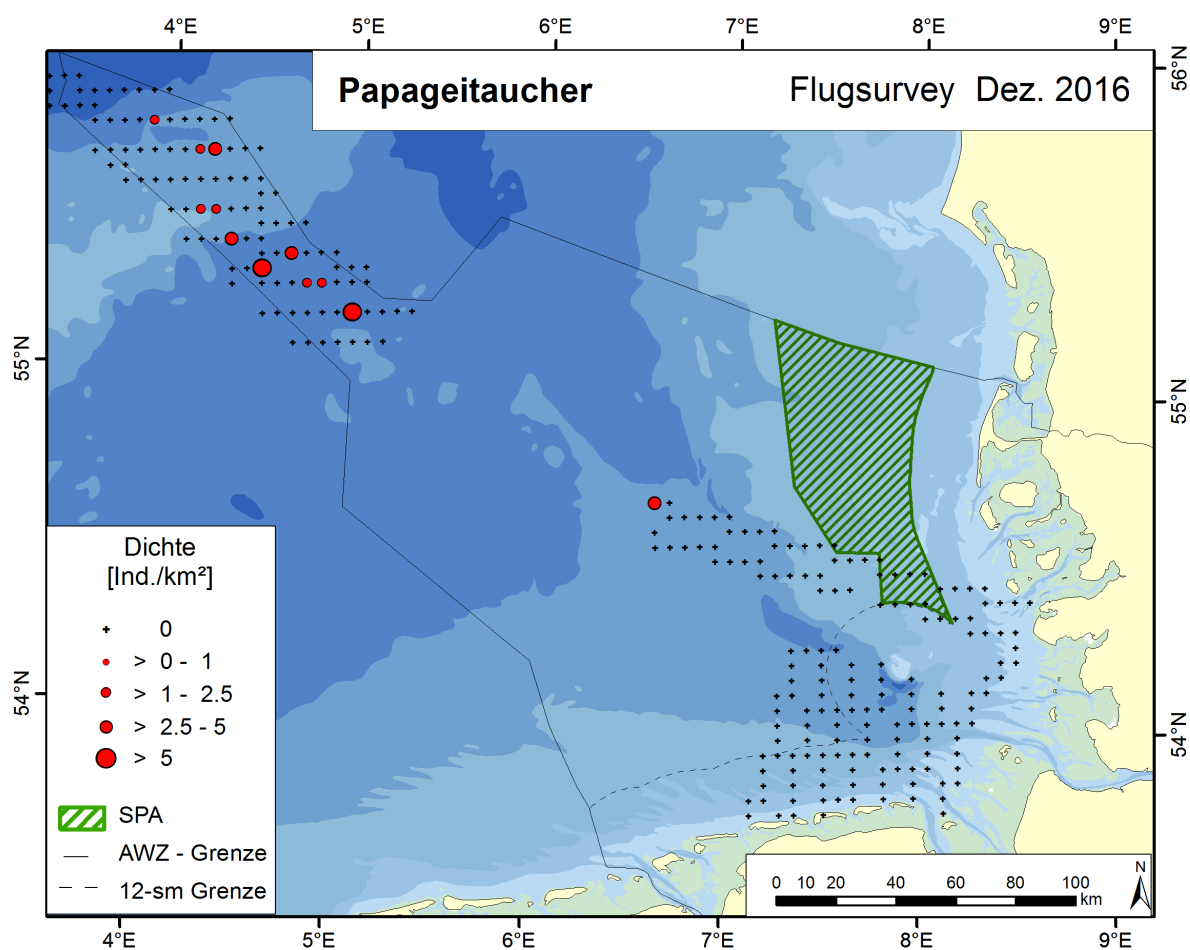 4°E 5°E 6°E 7°E 8°E 9°E
Papageitaucher Flugsurvey Dez. 2016
56°N
55°N
55°N
54°N
54°N
Dichte
[Ind./km²]
0
> 0 - 1
> 1 - 2.5
> 2.5 - 5
> 5
SPA
AWZ - Grenze
12-sm Grenze
N
0 10 20 40 60 80 100
km
4°E 5°E 6°E 7°E 8°E